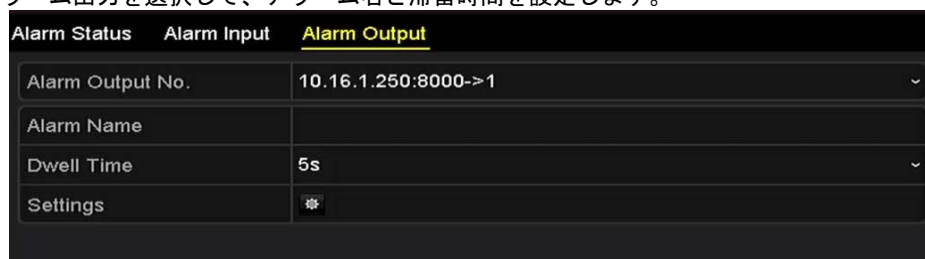 ラーム出力を選択して、アラーム名と滞留時間を設定します。
Alarm Status Alarm Input Alarm Output
Alarm Output No. 10.16.1.250:8000->1
Alarm Name
Dwell Time 5s
Settings